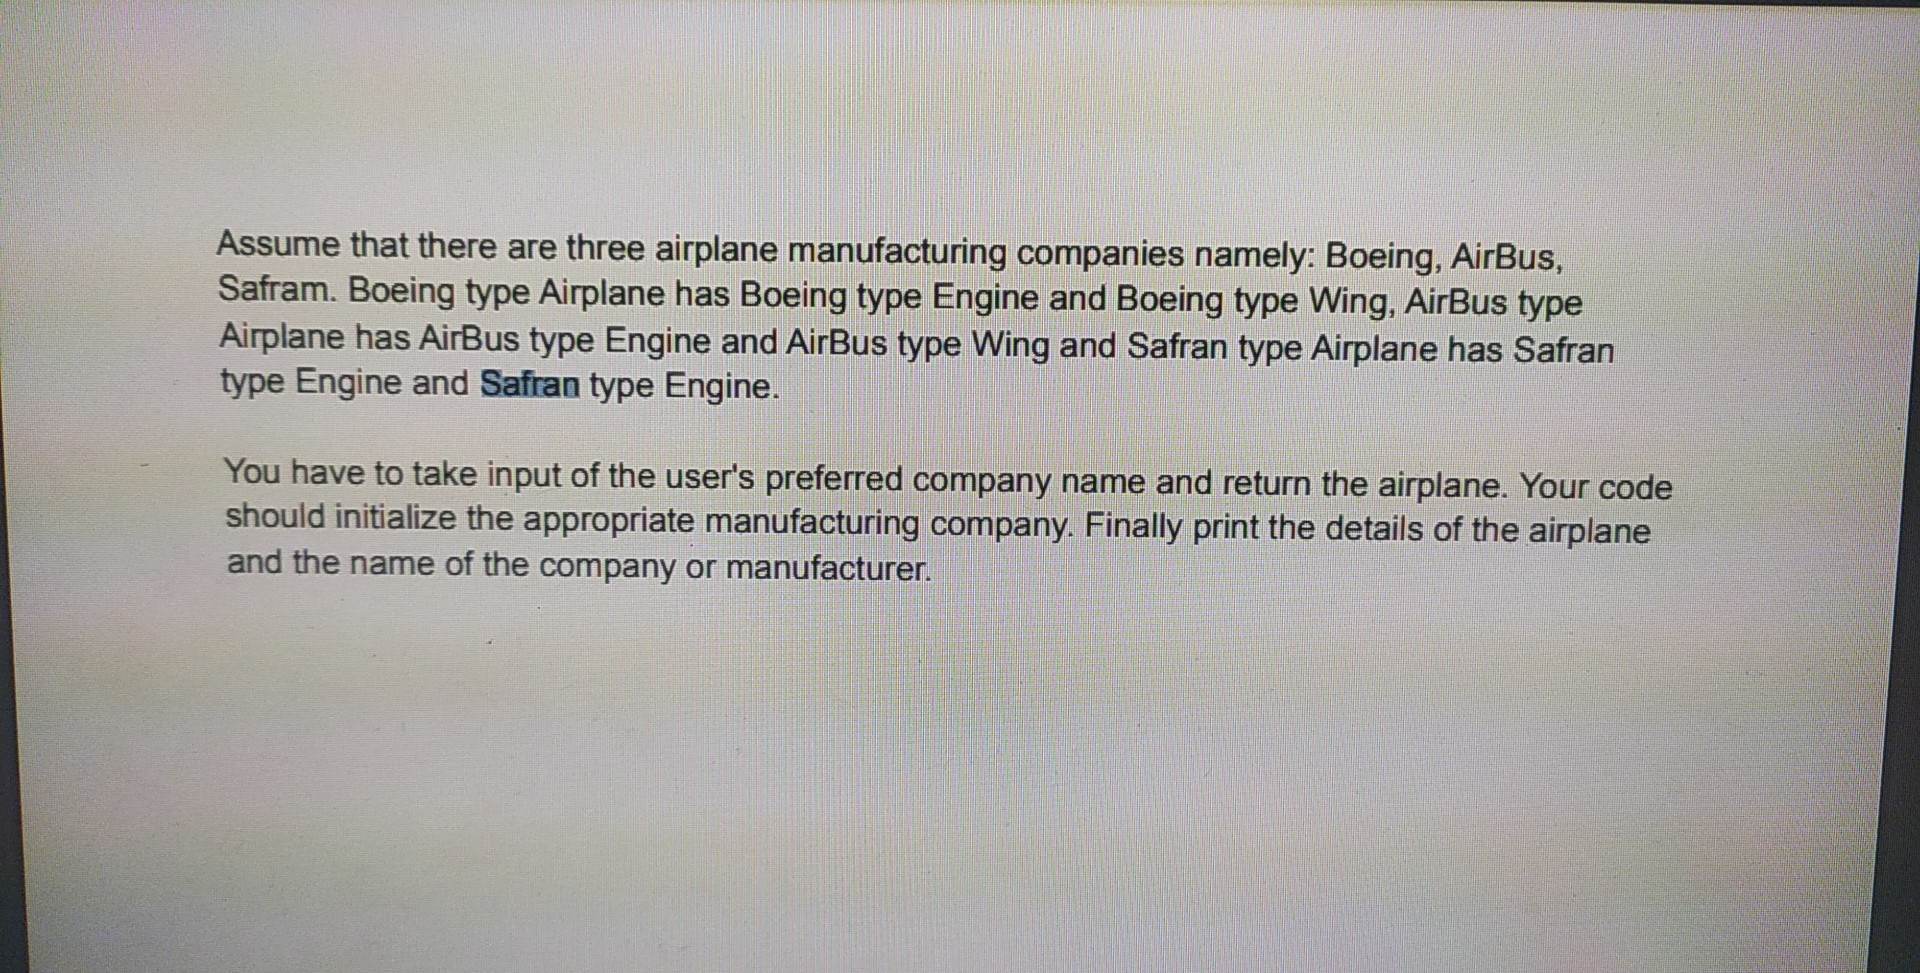 Assume that there are three airplane manufacturing companies namely: Boeing, AirBus,
Safram. Boeing type Airplane has Boeing type Engine and Boeing type Wing, AirBus type
Airplane has AirBus type Engine and AirBus type Wing and Safran type Airplane has Safran
type Engine and Safran type Engine.
You have to take input of the user's preferred company name and return the airplane. Your code
should initialize the appropriate manufacturing company. Finally print the details of the airplane
and the name of the company or manufacturer.